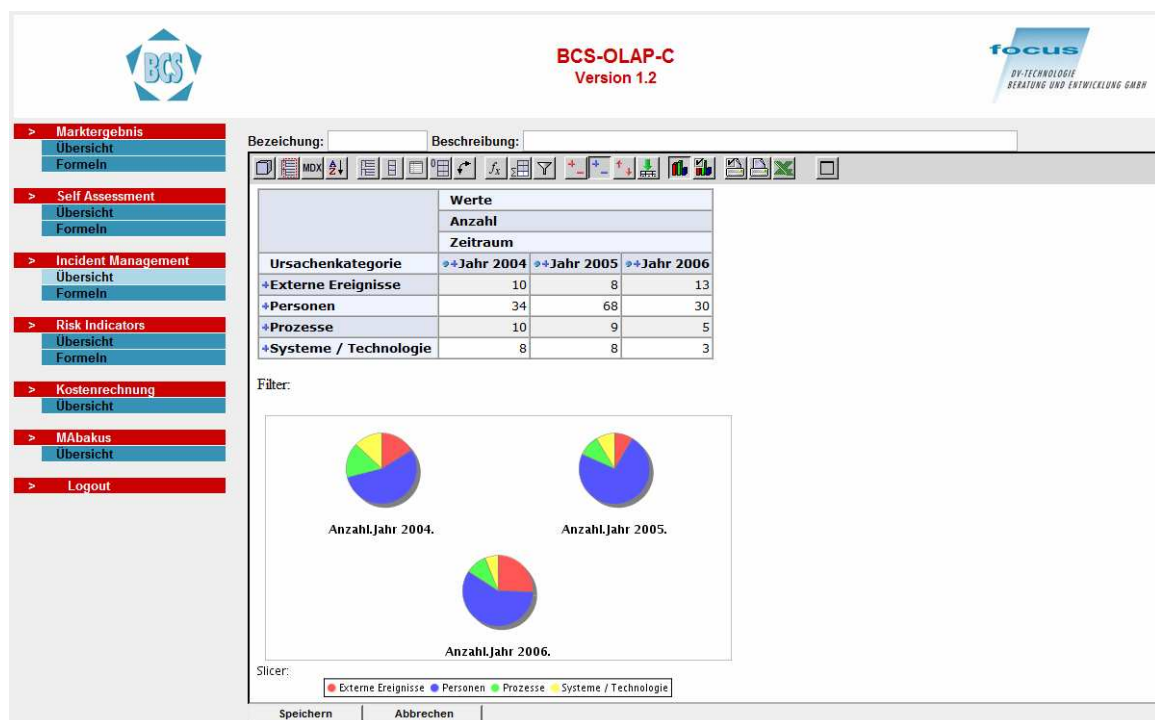 BCS
BCS-OLAP-C
Version 1.2
focus
DV-TECHNOLOGIE
BERATUNG UND ENTWICKLUNG GMBH
> Marktergebnis
Übersicht
Formeln
> Self Assessment
Übersicht
Formeln
> Incident Management
Übersicht
Formeln
> Risk Indicators
Übersicht
Formeln
> Kostenrechnung
Übersicht
> MAbakus
Übersicht
> Logout
Bezeichung: Beschreibung:
MDX
Werte
Anzahl
Zeitraum
Ursachenkategorie +Jahr 2004 +Jahr 2005 +Jahr 2006
+Externe Ereignisse 10 8 13
+Personen 34 68 30
+Prozesse 10 9 5
+Systeme / Technologie 8 8 3
Filter:
Anzahl.Jahr 2004. Anzahl.Jahr 2005.
Anzahl.Jahr 2006.
Slicer:
Externe Ereignisse Personen Prozesse Systeme / Technologie
Speichern Abbrechen